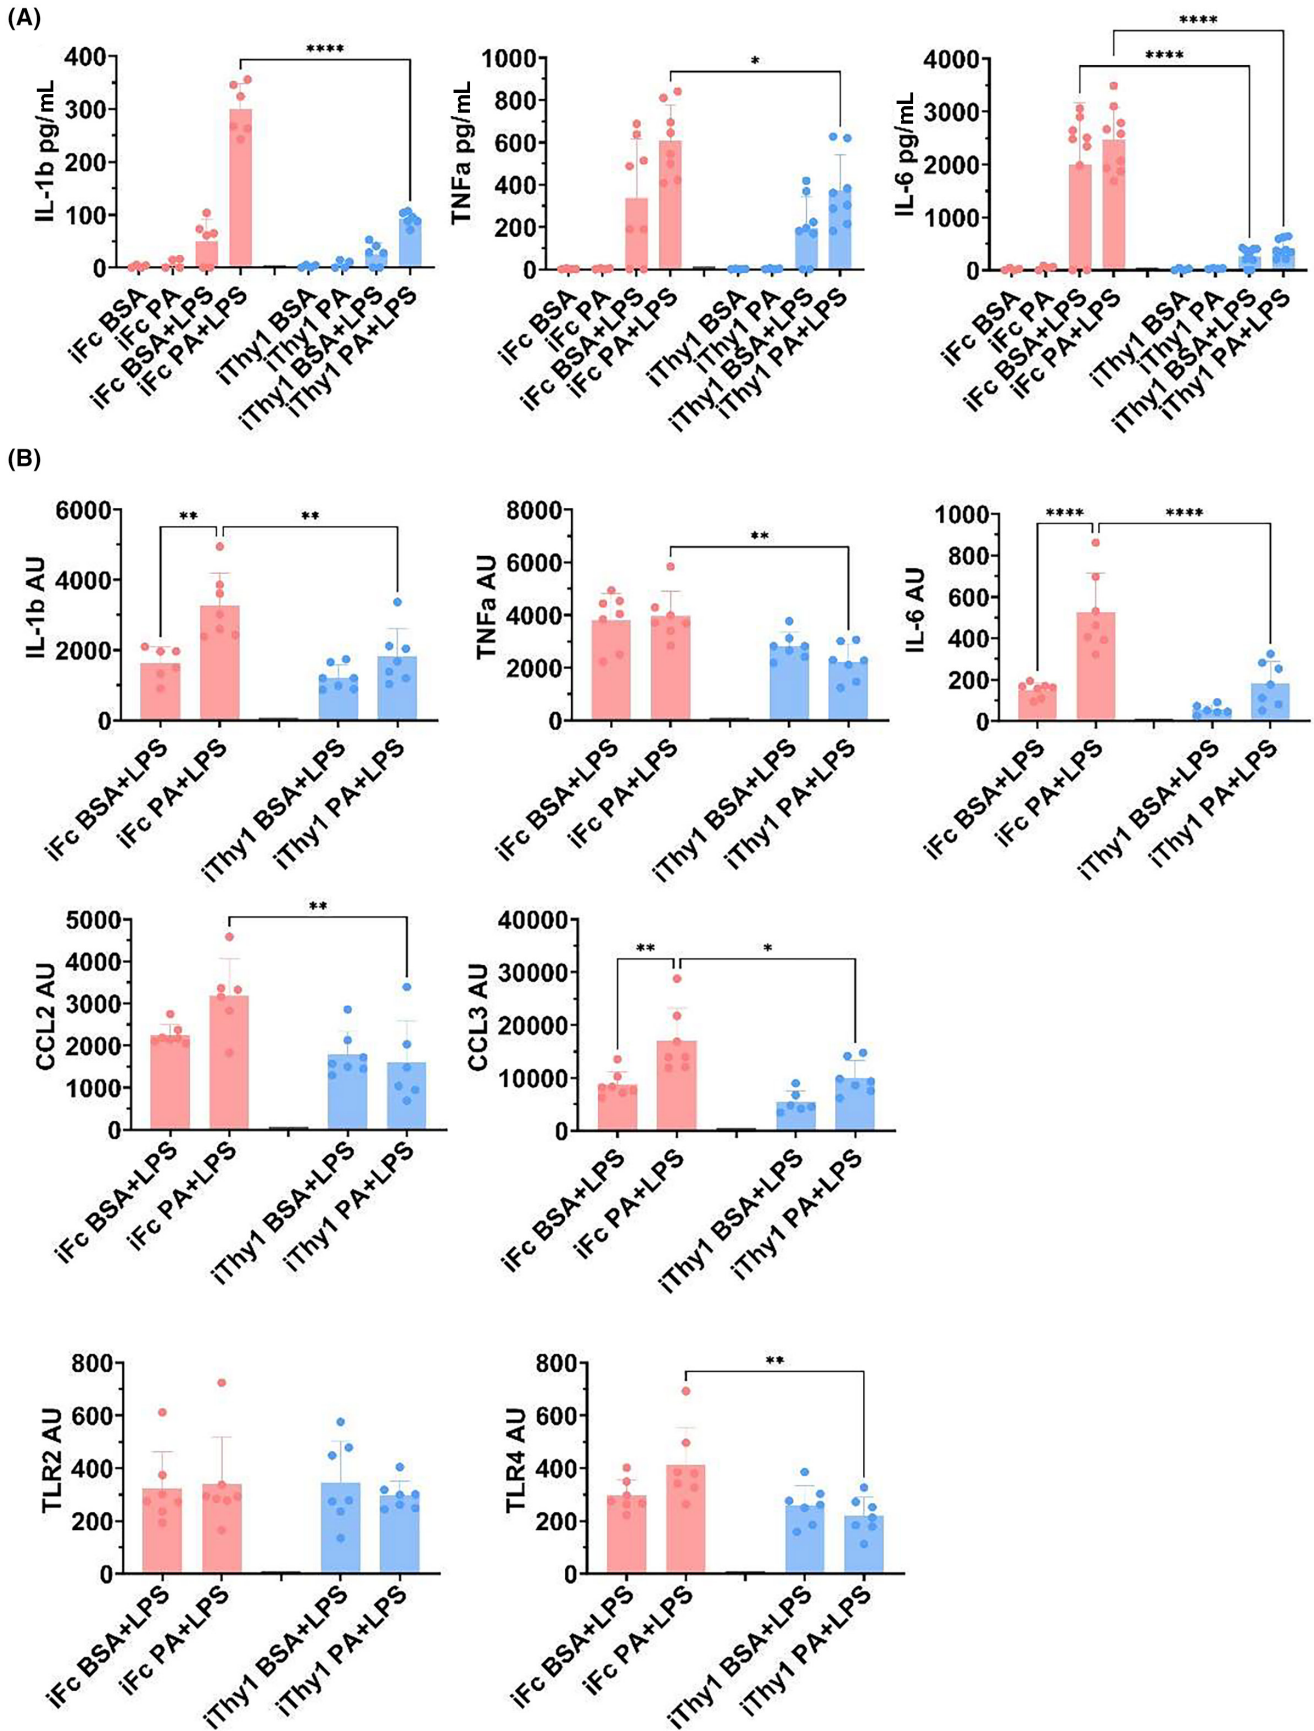 (A)
IL-1b pg/mL
400
300
200
100
0
****
iFc BSA
iFc PA
iFc BSA+LPS
iFc PA+LPS
iThy1 BSA
iThy1 PA
iThy1 BSA+LPS
iThy1 PA+LPS
TNFa pg/mL
1000
800
600
400
200
0
*
iFc BSA
iFc PA
iFc BSA+LPS
iFc PA+LPS
iThy1 BSA
iThy1 PA
iThy1 BSA+LPS
iThy1 PA+LPS
IL-6 pg/mL
4000
3000
2000
1000
0
****
****
iFc BSA
iFc PA
iFc BSA+LPS
iFc PA+LPS
iThy1 BSA
iThy1 PA
iThy1 BSA+LPS
iThy1 PA+LPS
(B)
IL-1b AU
6000
4000
2000
0
**
**
iFc BSA+LPS
iFc PA+LPS
iThy1 BSA+LPS
iThy1 PA+LPS
TNFa AU
8000
6000
4000
2000
0
**
iFc BSA+LPS
iFc PA+LPS
iThy1 BSA+LPS
iThy1 PA+LPS
IL-6 AU
1000
800
600
400
200
0
****
****
iFc BSA+LPS
iFc PA+LPS
iThy1 BSA+LPS
iThy1 PA+LPS
CCL2 AU
5000
4000
3000
2000
1000
0
**
iFc BSA+LPS
iFc PA+LPS
iThy1 BSA+LPS
iThy1 PA+LPS
CCL3 AU
40000
30000
20000
10000
0
**
*
iFc BSA+LPS
iFc PA+LPS
iThy1 BSA+LPS
iThy1 PA+LPS
TLR2 AU
800
600
400
200
0
iFc BSA+LPS
iFc PA+LPS
iThy1 BSA+LPS
iThy1 PA+LPS
TLR4 AU
800
600
400
200
0
**
iFc BSA+LPS
iFc PA+LPS
iThy1 BSA+LPS
iThy1 PA+LPS